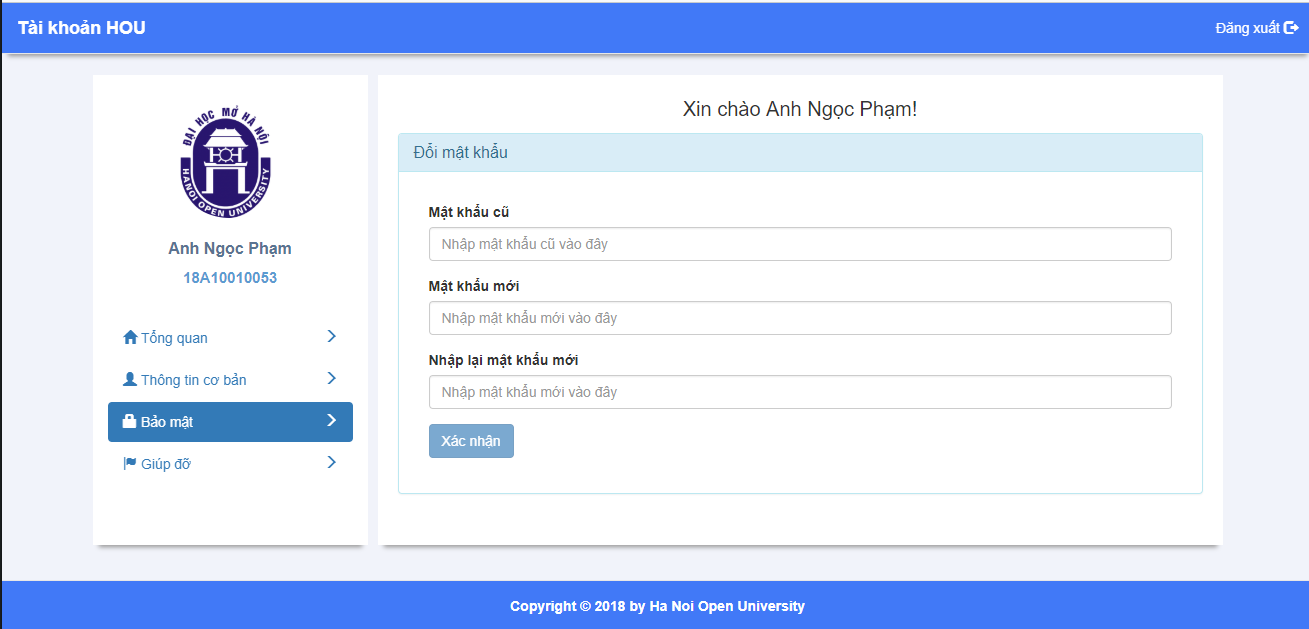 Tài khoản HOU
Đăng xuất
ĐẠI HỌC MỞ HÀ NỘI
HANOI OPEN UNIVERSITY
Anh Ngọc Phạm
18A10010053
Tổng quan
Thông tin cơ bản
Bảo mật
Giúp đỡ
Xin chào Anh Ngọc Phạm!
Đổi mật khẩu
Mật khẩu cũ
Nhập mật khẩu cũ vào đây
Mật khẩu mới
Nhập mật khẩu mới vào đây
Nhập lại mật khẩu mới
Nhập mật khẩu mới vào đây
Xác nhận
Copyright © 2018 by Ha Noi Open University